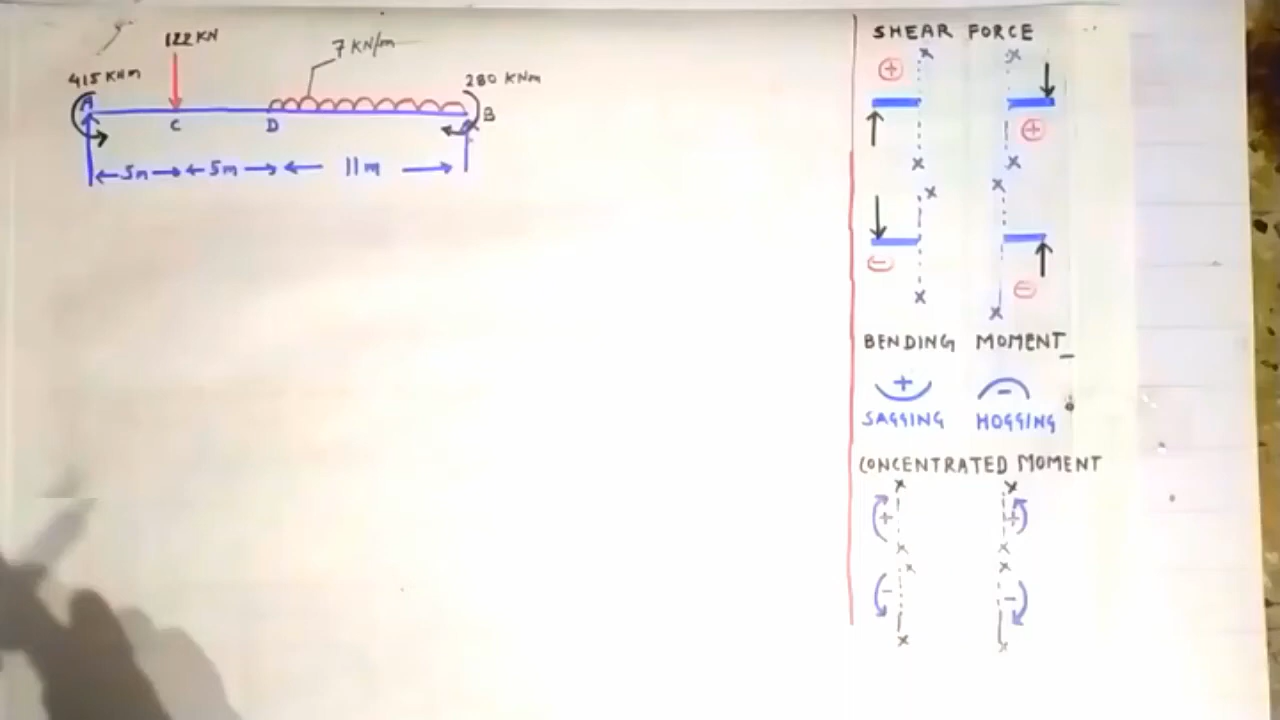 122 KN
7 KN/m
415 KNm
280 KNm
A
B
C
D
5m
5m
11m
SHEAR FORCE
x
x
+
+
x
x
x
x
-
-
x
x
BENDING MOMENT
+
-
SAGGING
HOGGING
CONCENTRATED MOMENT
x
x
+
+
x
x
x
x
-
-
x
x